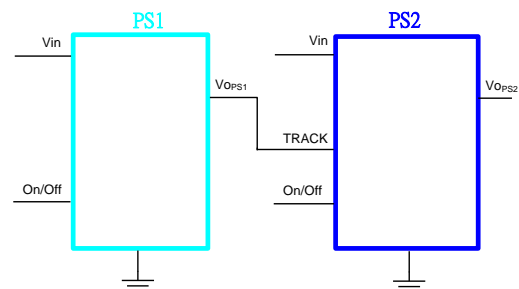 PS1
PS2
Vin
Vin
VoPS1
VoPS2
TRACK
On/Off
On/Off